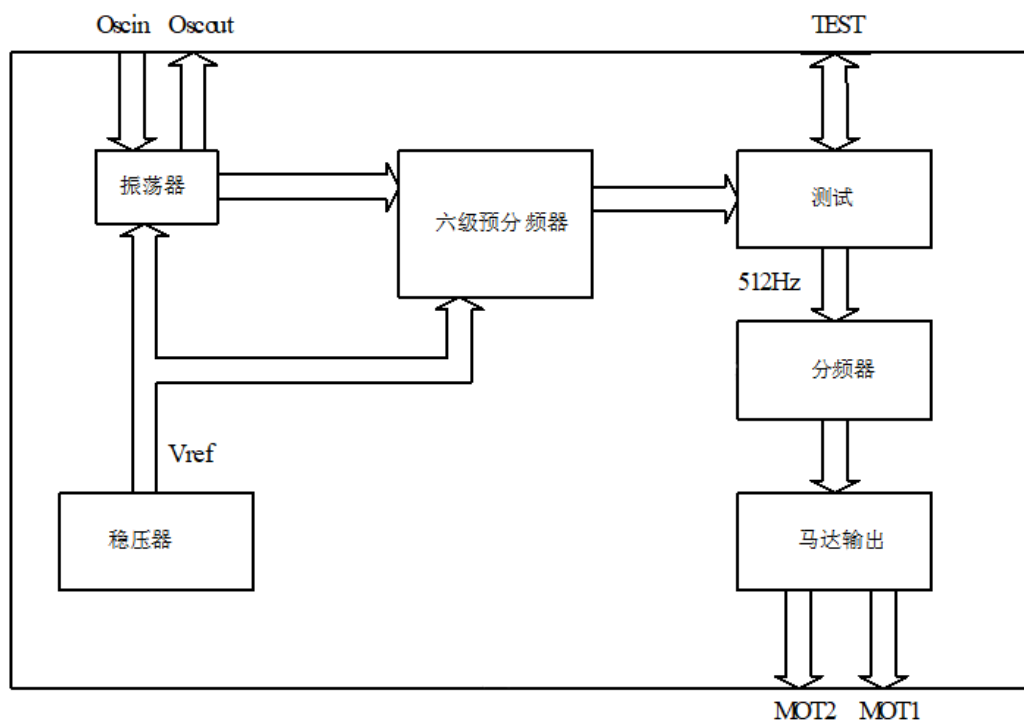 Oscin Oscout TEST
振荡器
六级预分频器
测试
512Hz
分频器
Vref
稳压器
马达输出
MOT2 MOT1